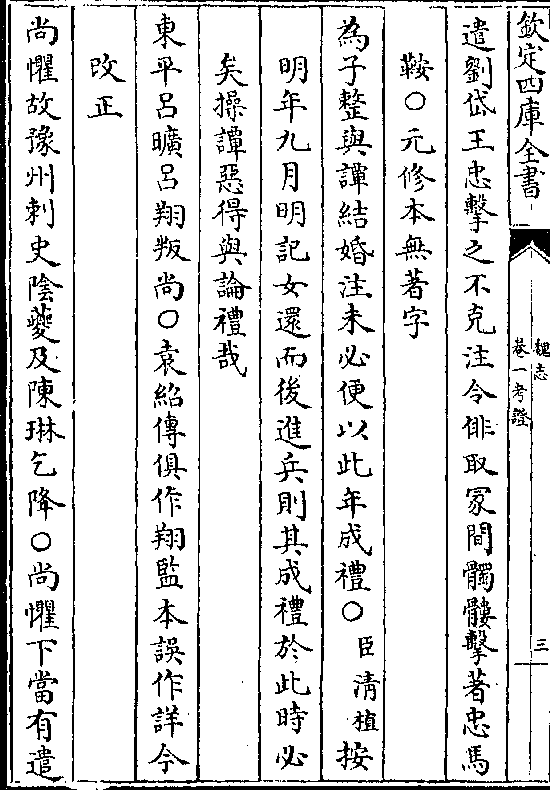 欽定四庫全書
魏志
卷一考證
三
遣劉岱王忠擊之不克注令俳取冢間髑髏擊著忠馬
鞍○元修本無著字
為子整與譚結婚注未必便以此年成禮○臣清植按
明年九月明記女還而後進兵則其成禮於此時必
矣操譚惡得與論禮哉
東平呂曠呂翔叛尚○袁紹傳俱作翔監本誤作詳今
改正
尚懼故豫州刺史陰夔及陳琳乞降○尚懼下當有遣